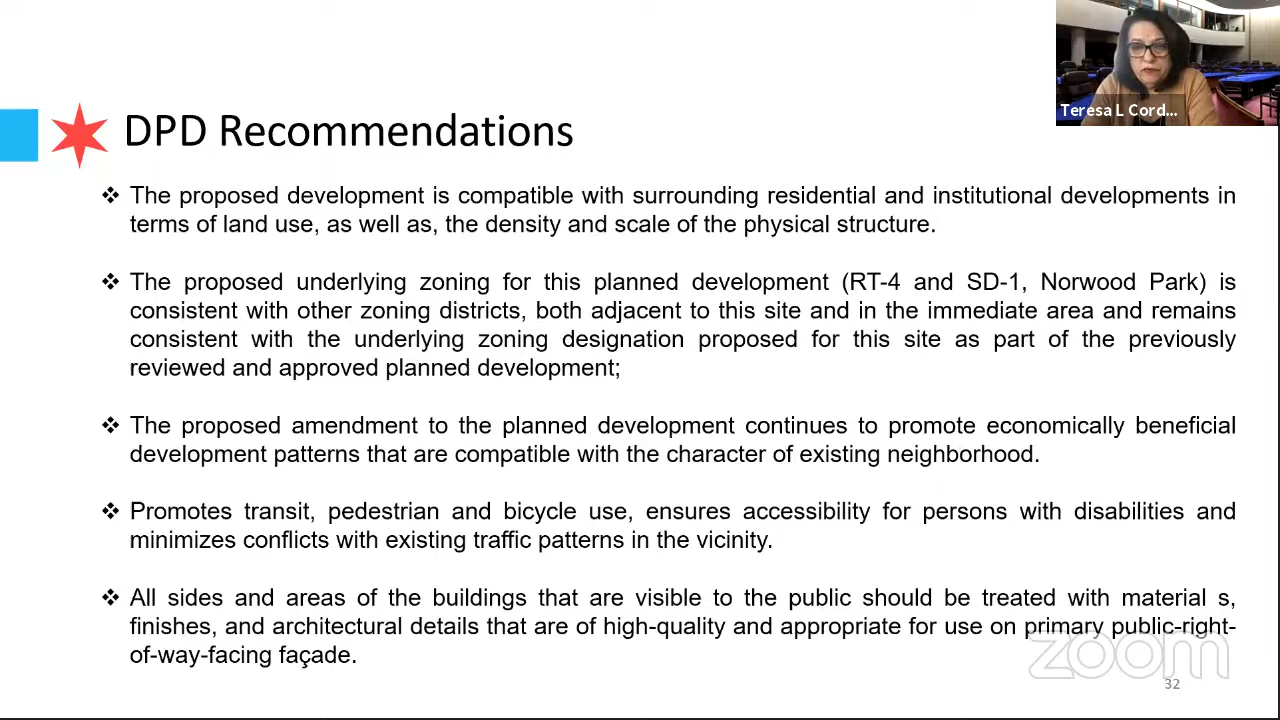 Teresa L Cord...
DPD Recommendations
❖ The proposed development is compatible with surrounding residential and institutional developments in
terms of land use, as well as, the density and scale of the physical structure.
❖ The proposed underlying zoning for this planned development (RT-4 and SD-1, Norwood Park) is
consistent with other zoning districts, both adjacent to this site and in the immediate area and remains
consistent with the underlying zoning designation proposed for this site as part of the previously
reviewed and approved planned development;
❖ The proposed amendment to the planned development continues to promote economically beneficial
development patterns that are compatible with the character of existing neighborhood.
❖ Promotes transit, pedestrian and bicycle use, ensures accessibility for persons with disabilities and
minimizes conflicts with existing traffic patterns in the vicinity.
❖ All sides and areas of the buildings that are visible to the public should be treated with material s,
finishes, and architectural details that are of high-quality and appropriate for use on primary public-right-
of-way-facing façade.
zoom
32